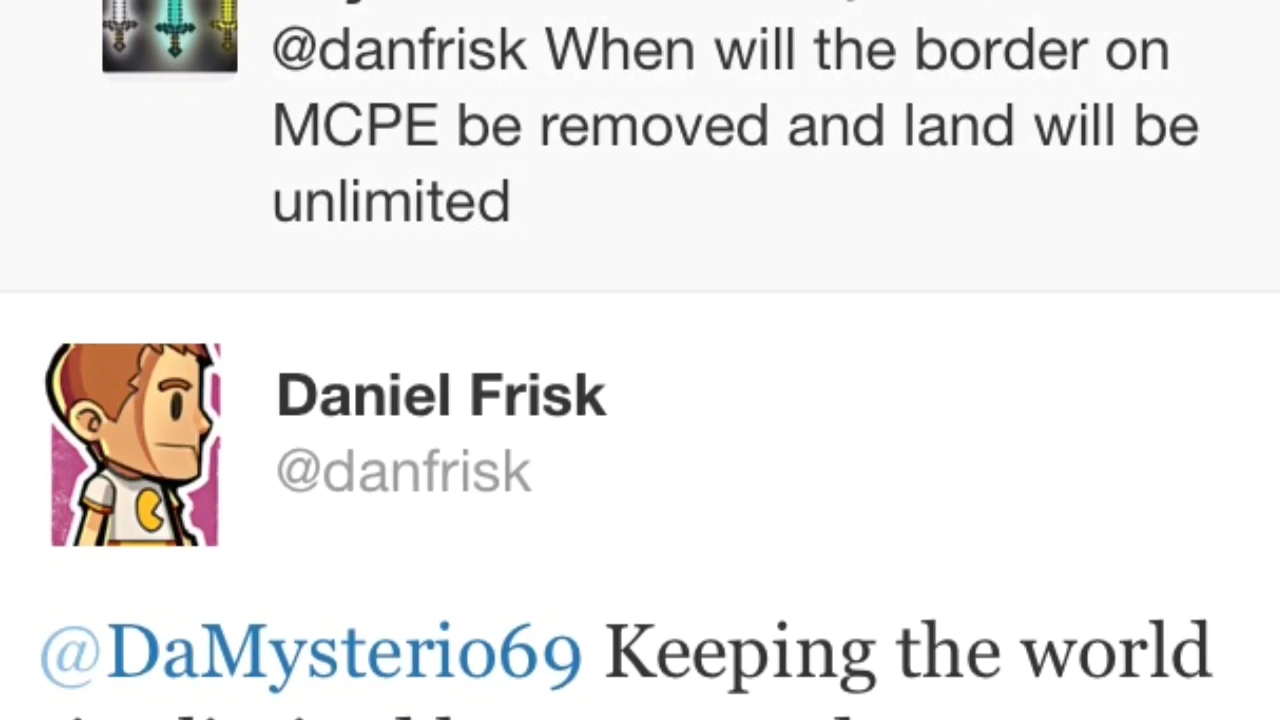 @danfrisk When will the border on
MCPE be removed and land will be
unlimited
Daniel Frisk
@danfrisk
@DaMysterio69 Keeping the world